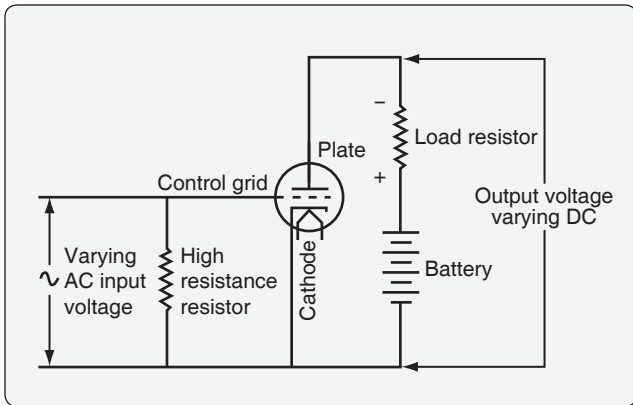 Plate
Control grid
Cathode
−
Load resistor
+
Battery
Varying
AC input
voltage
High
resistance
resistor
Output voltage
varying DC